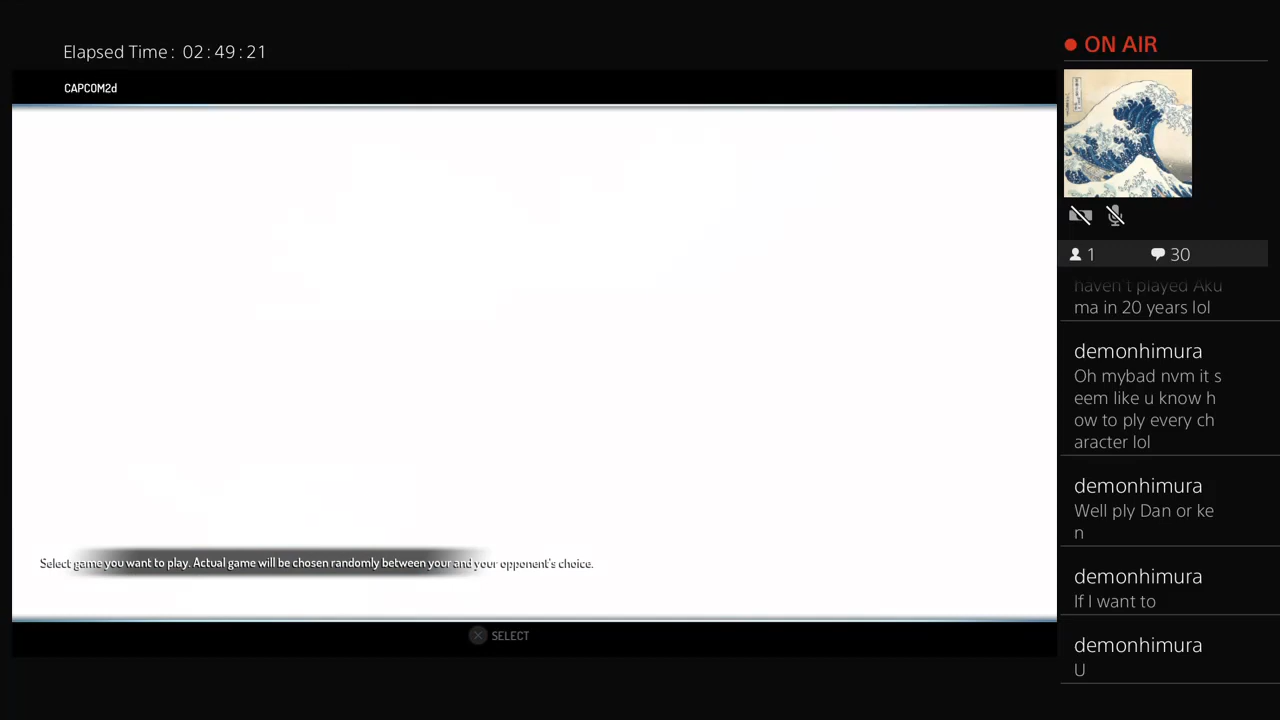 Elapsed Time: 02:49:21
ON AIR
CAPCOM2d
1 30
haven't played Aku
ma in 20 years lol
demonhimura
Oh mybad nvm it s
eem like u know h
ow to ply every ch
aracter lol
demonhimura
Well ply Dan or ke
n
demonhimura
If I want to
demonhimura
U
Select game you want to play. Actual game will be chosen randomly between your and your opponent's choice.
SELECT